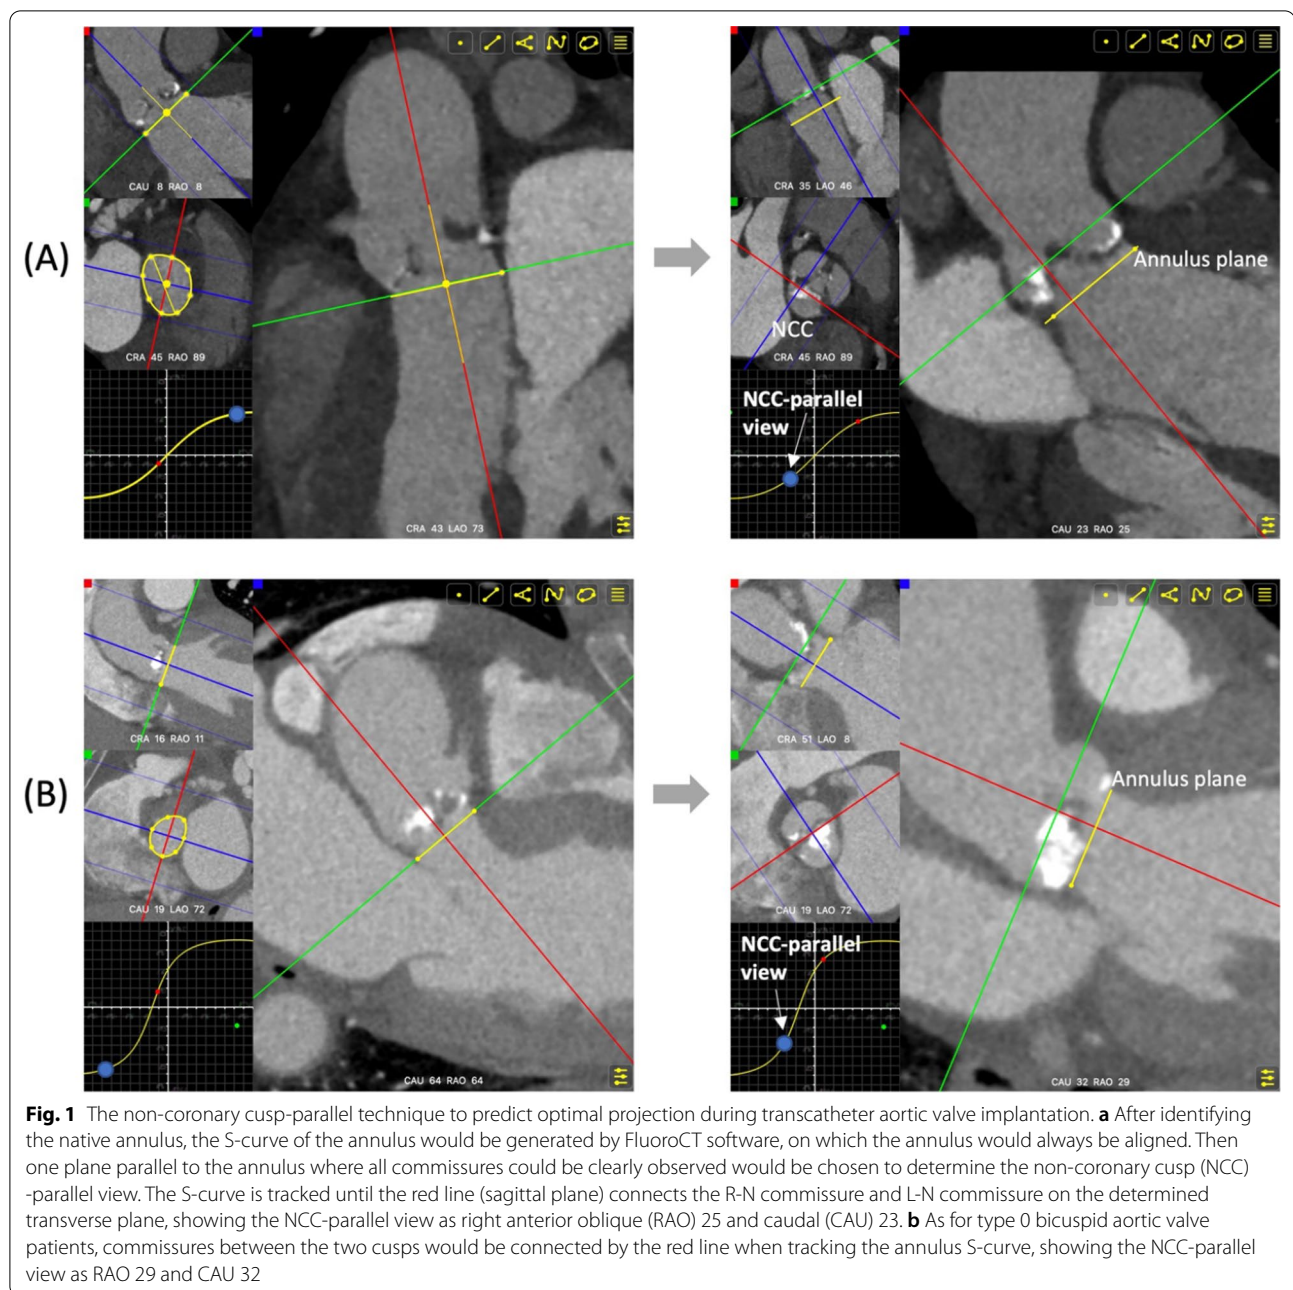 (A)
CAU 8 RAO 8
CRA 45 RAO 89
CRA 43 LAO 73
CRA 35 LAO 46
NCC
CRA 45 RAO 89
NCC-parallel
view
Annulus plane
CAU 23 RAO 25
(B)
CRA 16 RAO 11
CAU 19 LAO 72
CAU 64 RAO 64
CRA 51 LAO 8
CAU 19 LAO 72
NCC-parallel
view
Annulus plane
CAU 32 RAO 29
Fig. 1 The non-coronary cusp-parallel technique to predict optimal projection during transcatheter aortic valve implantation. a After identifying
the native annulus, the S-curve of the annulus would be generated by FluoroCT software, on which the annulus would always be aligned. Then
one plane parallel to the annulus where all commissures could be clearly observed would be chosen to determine the non-coronary cusp (NCC)
-parallel view. The S-curve is tracked until the red line (sagittal plane) connects the R-N commissure and L-N commissure on the determined
transverse plane, showing the NCC-parallel view as right anterior oblique (RAO) 25 and caudal (CAU) 23. b As for type 0 bicuspid aortic valve
patients, commissures between the two cusps would be connected by the red line when tracking the annulus S-curve, showing the NCC-parallel
view as RAO 29 and CAU 32